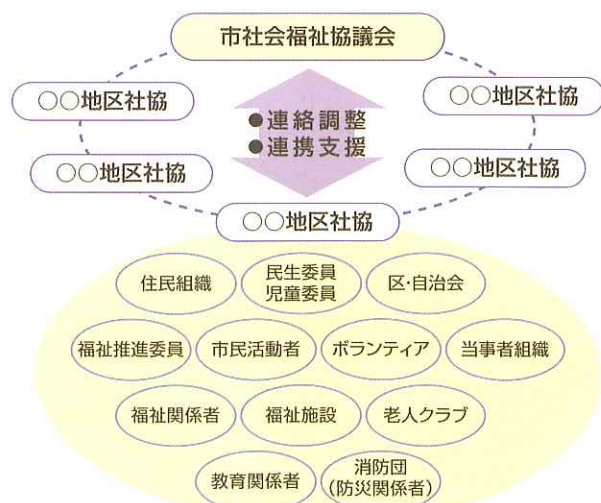 市社会福祉協議会
○○地区社協
○○地区社協
●連絡調整
●連携支援
○○地区社協
○○地区社協
○○地区社協
住民組織
民生委員
児童委員
区・自治会
福祉推進委員
市民活動者
ボランティア
当事者組織
福祉関係者
福祉施設
老人クラブ
教育関係者
消防団
(防災関係者)